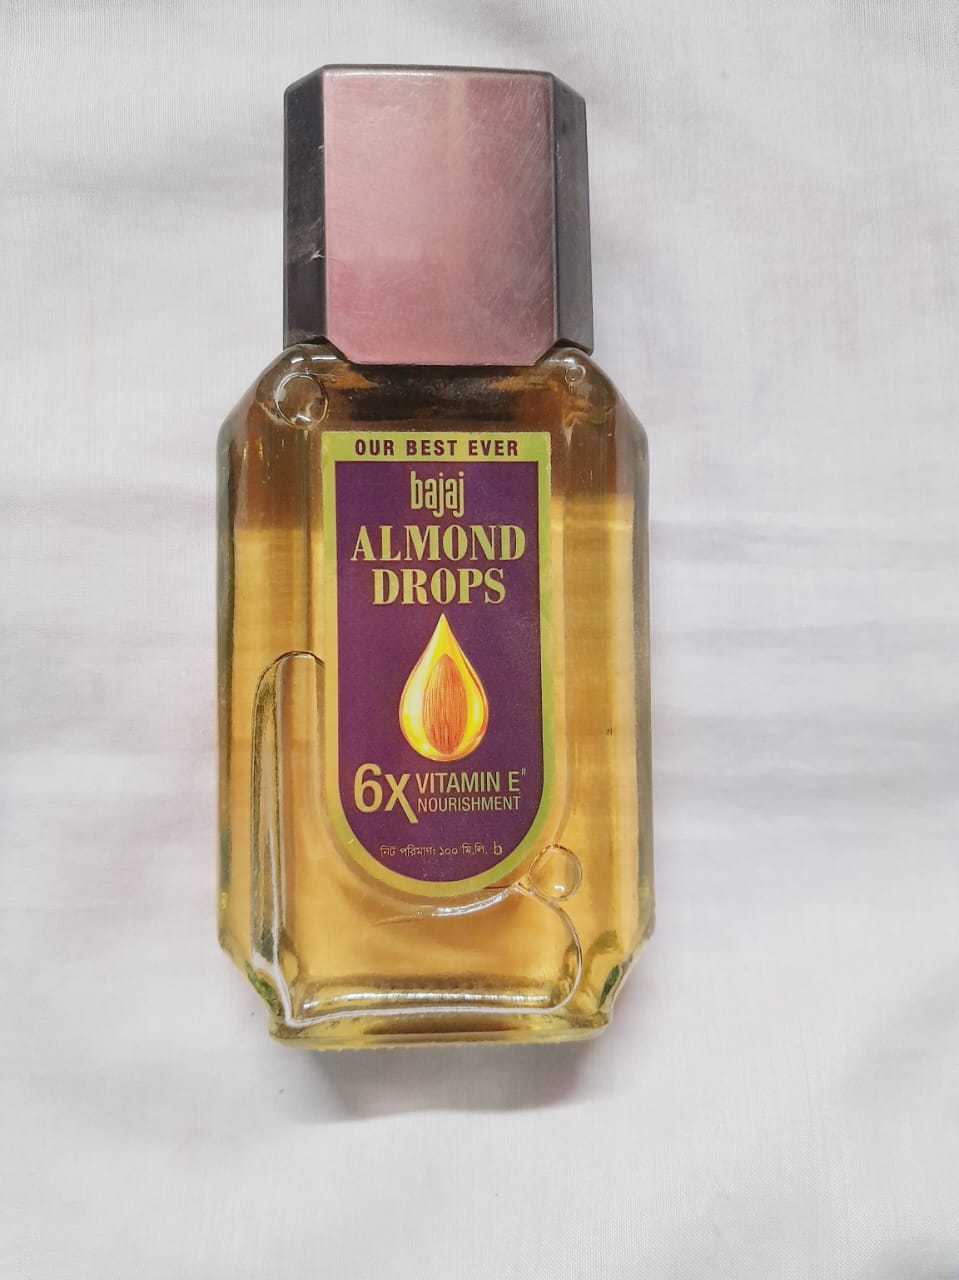 OUR BEST EVER
bajaj
ALMOND
DROPS
6X VITAMIN E#
NOURISHMENT
নিট পরিমাণ: ১০০ মি.লি. b